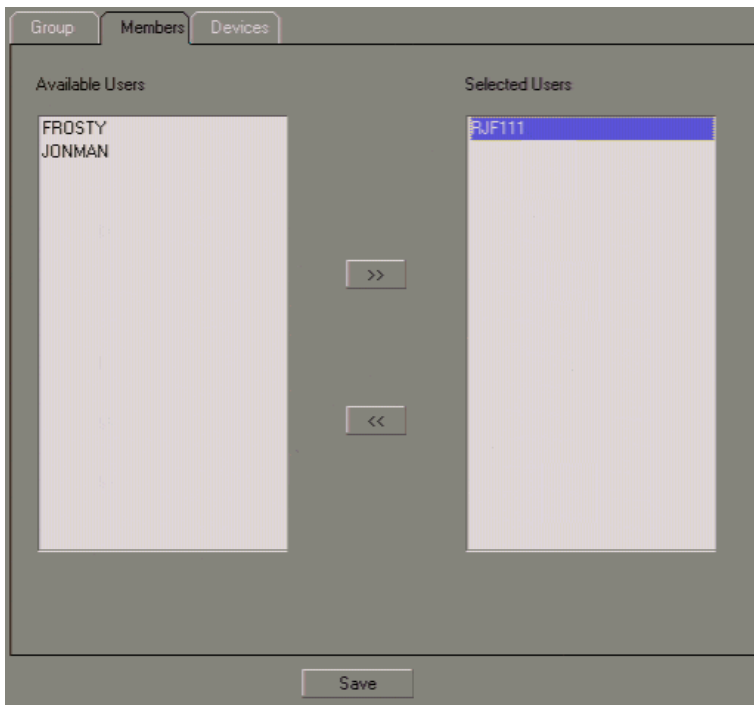 Group Members Devices
Available Users Selected Users
FROSTY RJF111
JONMAN
>>
<<
Save